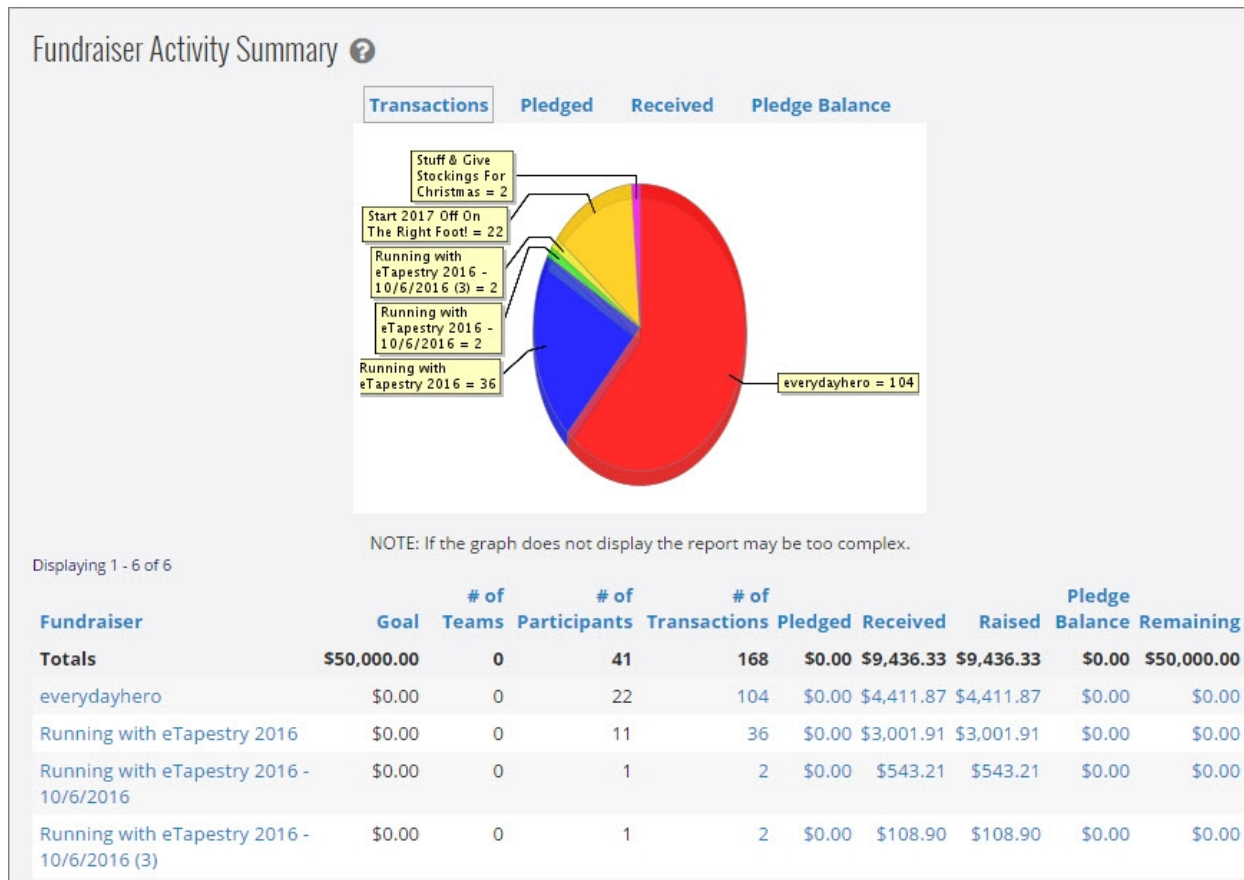 Fundraiser Activity Summary ?
Transactions Pledged Received Pledge Balance
Stuff & Give
Stockings For
Christmas = 2
Start 2017 Off On
The Right Foot! = 22
Running with
eTapestry 2016 -
10/6/2016 (3) = 2
Running with
eTapestry 2016 -
10/6/2016 = 2
Running with
eTapestry 2016 = 36
everydayhero = 104
NOTE: If the graph does not display the report may be too complex.
Displaying 1 - 6 of 6
# of # of # of Pledge
Fundraiser Goal Teams Participants Transactions Pledged Received Raised Balance Remaining
Totals $50,000.00 0 41 168 $0.00 $9,436.33 $9,436.33 $0.00 $50,000.00
everydayhero $0.00 0 22 104 $0.00 $4,411.87 $4,411.87 $0.00 $0.00
Running with eTapestry 2016 $0.00 0 11 36 $0.00 $3,001.91 $3,001.91 $0.00 $0.00
Running with eTapestry 2016 - $0.00 0 1 2 $0.00 $543.21 $543.21 $0.00 $0.00
10/6/2016
Running with eTapestry 2016 - $0.00 0 1 2 $0.00 $108.90 $108.90 $0.00 $0.00
10/6/2016 (3)